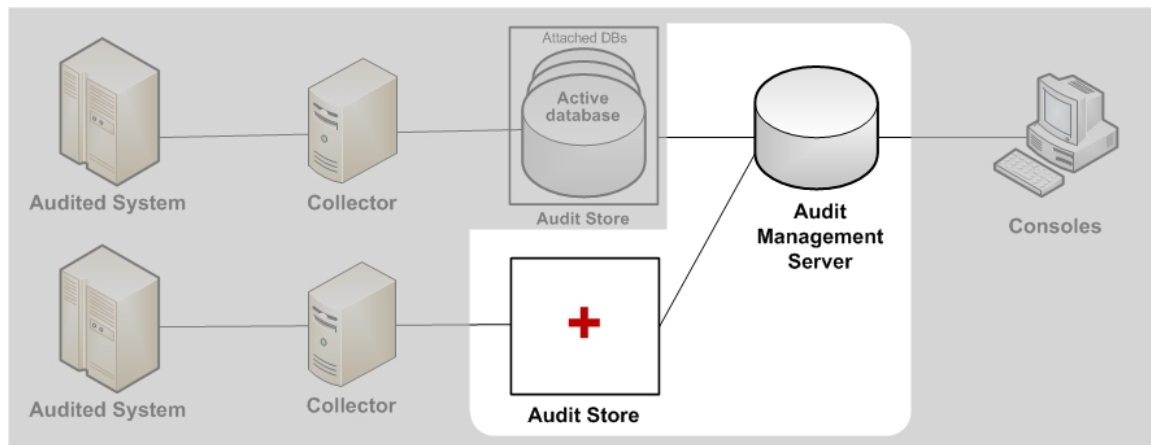 Attached DBs
Active
database
Audited System
Collector
Audit Store
Audit
Management
Server
Consoles
Audited System
Collector
Audit Store